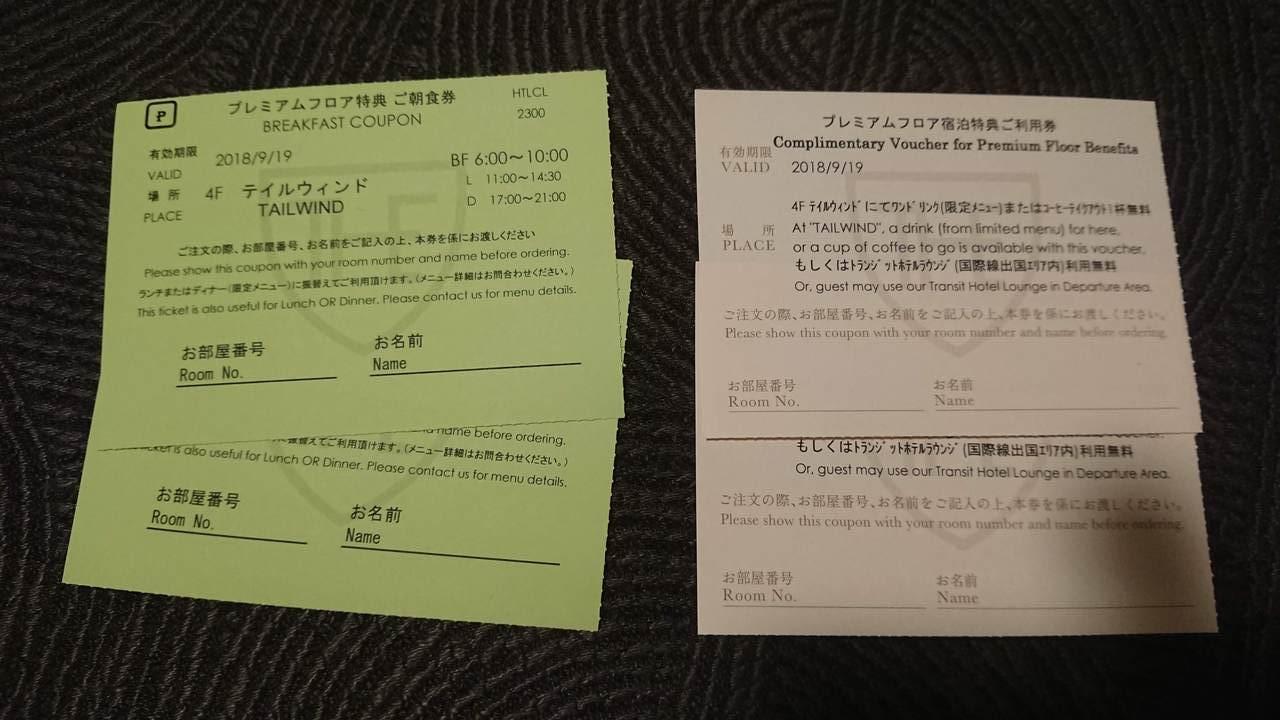 P
プレミアムフロア特典 ご朝食券
BREAKFAST COUPON
HTLCL
2300
有効期限
VALID
2018/9/19
BF 6:00～10:00
L 11:00～14:30
D 17:00～21:00
場 所
PLACE
4F テイルウィンド
TAILWIND
ご注文の際、お部屋番号、お名前をご記入の上、本券を係にお渡しください
Please show this coupon with your room number and name before ordering.
ランチまたはディナー(限定メニュー)に振替えてご利用頂けます。(メニュー詳細はお問合わせください。)
This ticket is also useful for Lunch OR Dinner. Please contact us for menu details.
お部屋番号
Room No.
お名前
Name
name before ordering.
振替えてご利用頂けます。(メニュー詳細はお問合わせください。)
ticket is also useful for Lunch OR Dinner. Please contact us for menu details.
お部屋番号
Room No.
お名前
Name
プレミアムフロア宿泊特典ご利用券
Complimentary Voucher for Premium Floor Benefits
有効期限
VALID
2018/9/19
場 所
PLACE
4F ﾃｲﾙｳｨﾝﾄﾞにてﾜﾝﾄﾞﾘﾝｸ(限定ﾒﾆｭｰ)またはｺｰﾋｰﾃｲｸｱｳﾄ1杯無料
At "TAILWIND", a drink (from limited menu) for here,
or a cup of coffee to go is available with this voucher.
もしくはﾄﾗﾝｼﾞｯﾄﾎﾃﾙﾗｳﾝｼﾞ(国際線出国ｴﾘｱ内)利用無料
Or, guest may use our Transit Hotel Lounge in Departure Area.
ご注文の際、お部屋番号、お名前をご記入の上、本券を係にお渡しください。
Please show this coupon with your room number and name before ordering.
お部屋番号
Room No.
お名前
Name
もしくはﾄﾗﾝｼﾞｯﾄﾎﾃﾙﾗｳﾝｼﾞ(国際線出国ｴﾘｱ内)利用無料
Or, guest may use our Transit Hotel Lounge in Departure Area.
ご注文の際、お部屋番号、お名前をご記入の上、本券を係にお渡しください。
Please show this coupon with your room number and name before ordering.
お部屋番号
Room No.
お名前
Name